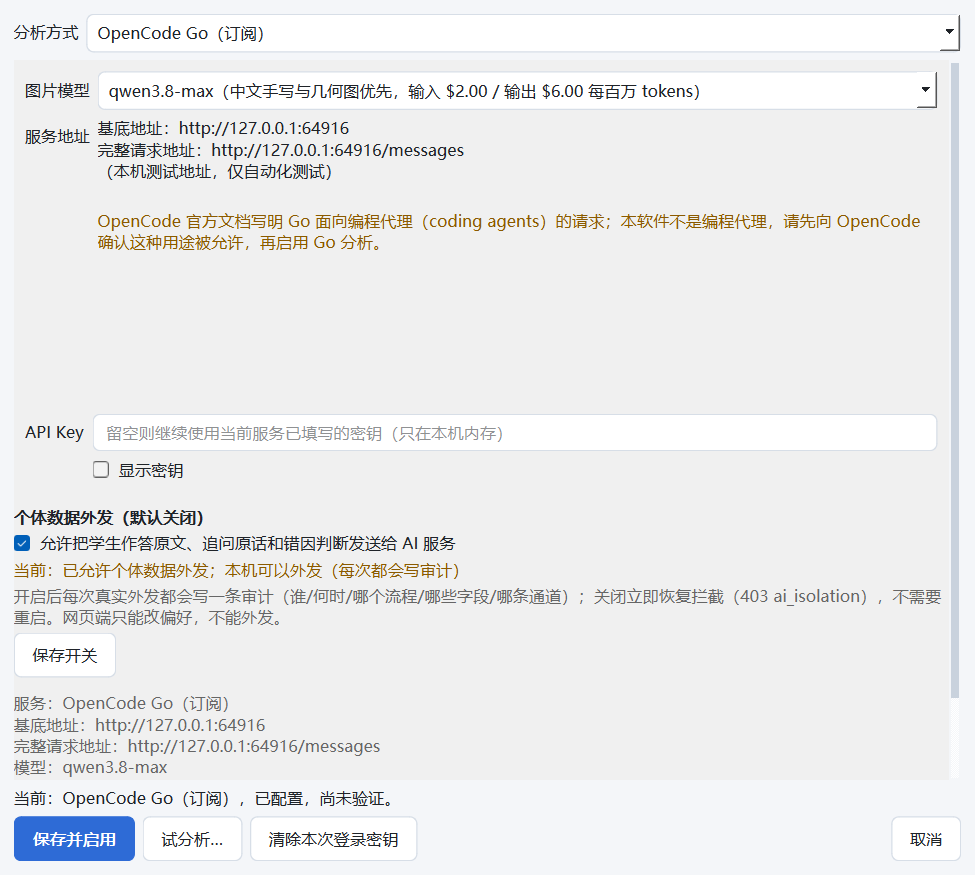 分析方式 OpenCode Go（订阅）
图片模型 qwen3.8-max（中文手写与几何图优先，输入 $2.00 / 输出 $6.00 每百万 tokens）
服务地址 基底地址：http://127.0.0.1:64916
完整请求地址：http://127.0.0.1:64916/messages
（本机测试地址，仅自动化测试）
OpenCode 官方文档写明 Go 面向编程代理（coding agents）的请求；本软件不是编程代理，请先向 OpenCode
确认这种用途被允许，再启用 Go 分析。
API Key 留空则继续使用当前服务已填写的密钥（只在本机内存）
显示密钥
个体数据外发（默认关闭）
允许把学生作答原文、追问原话和错因判断发送给 AI 服务
当前：已允许个体数据外发；本机可以外发（每次都会写审计）
开启后每次真实外发都会写一条审计（谁/何时/哪个流程/哪些字段/哪条通道）；关闭立即恢复拦截（403 ai_isolation），不需要
重启。网页端只能改偏好，不能外发。
保存开关
服务：OpenCode Go（订阅）
基底地址：http://127.0.0.1:64916
完整请求地址：http://127.0.0.1:64916/messages
模型：qwen3.8-max
当前：OpenCode Go（订阅），已配置，尚未验证。
保存并启用 试分析... 清除本次登录密钥 取消